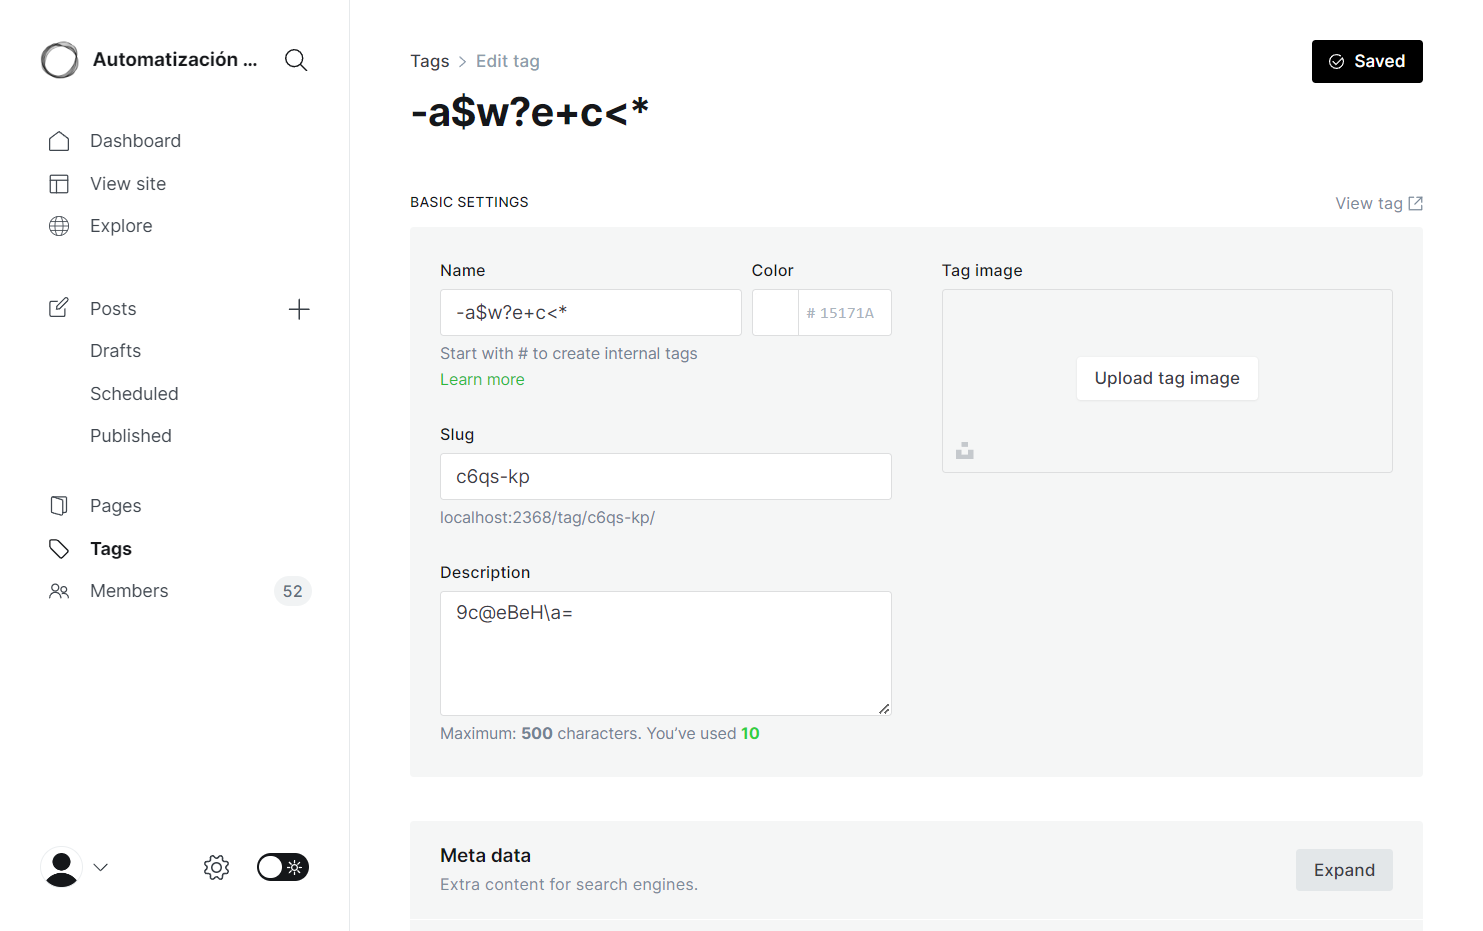 Automatización ...
Dashboard
View site
Explore
Posts
Drafts
Scheduled
Published
Pages
Tags
Members 52
Tags > Edit tag
Saved
-a$w?e+c<*
BASIC SETTINGS
View tag
Name
-a$w?e+c<*
Start with # to create internal tags
Learn more
Color
# 15171A
Slug
c6qs-kp
localhost:2368/tag/c6qs-kp/
Description
9c@eBeH\a=
Maximum: 500 characters. You’ve used 10
Tag image
Upload tag image
Meta data
Extra content for search engines.
Expand